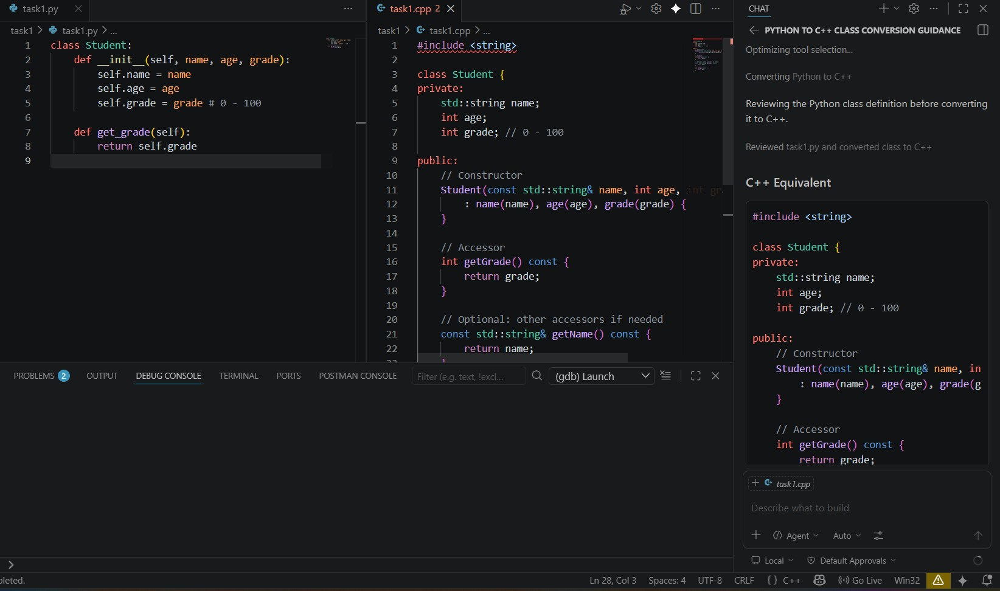 task1.py
task1 > task1.py > ...
1 class Student:
2 def __init__(self, name, age, grade):
3 self.name = name
4 self.age = age
5 self.grade = grade # 0 - 100
6
7 def get_grade(self):
8 return self.grade
9
task1.cpp 2
task1 > task1.cpp > ...
1 #include <string>
2
3 class Student {
4 private:
5 std::string name;
6 int age;
7 int grade; // 0 - 100
8
9 public:
10 // Constructor
11 Student(const std::string& name, int age, int gr
12 : name(name), age(age), grade(grade) {
13 }
14
15 // Accessor
16 int getGrade() const {
17 return grade;
18 }
19
20 // Optional: other accessors if needed
21 const std::string& getName() const {
22 return name;
PROBLEMS 2 OUTPUT DEBUG CONSOLE TERMINAL PORTS POSTMAN CONSOLE Filter (e.g. text, !excl... (gdb) Launch
CHAT
PYTHON TO C++ CLASS CONVERSION GUIDANCE
Optimizing tool selection...
Converting Python to C++
Reviewing the Python class definition before converting
it to C++.
Reviewed task1.py and converted class to C++
C++ Equivalent
#include <string>
class Student {
private:
std::string name;
int age;
int grade; // 0 - 100
public:
// Constructor
Student(const std::string& name, in
: name(name), age(age), grade(g
}
// Accessor
int getGrade() const {
return grade;
task1.cpp
Describe what to build
Agent Auto
Local Default Approvals
pleted. Ln 28, Col 3 Spaces: 4 UTF-8 CRLF {} C++ Go Live Win32